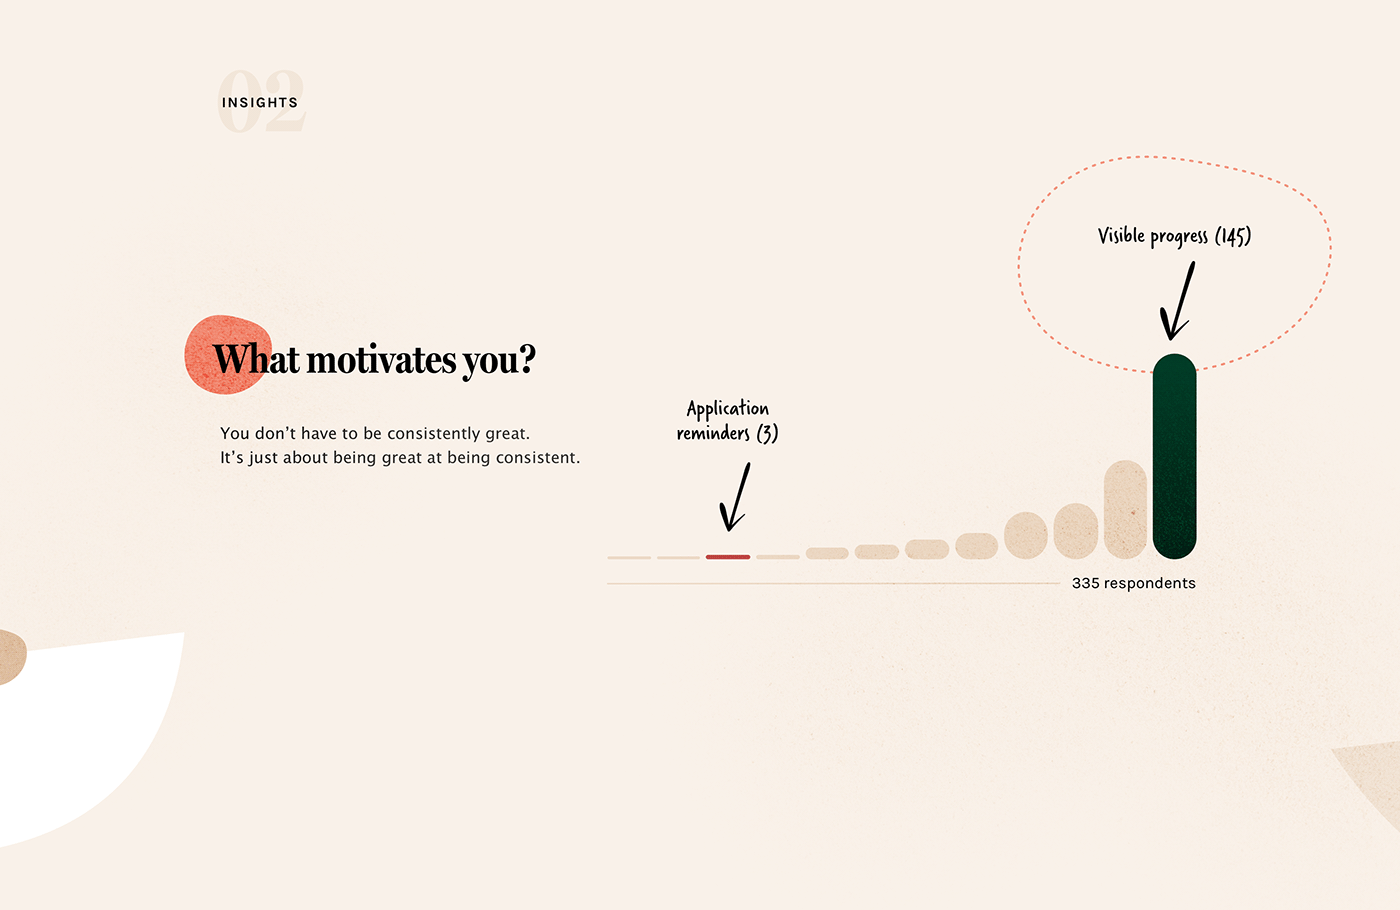 02
INSIGHTS
What motivates you?
You don’t have to be consistently great.
It’s just about being great at being consistent.
Application
reminders (3)
Visible progress (145)
335 respondents